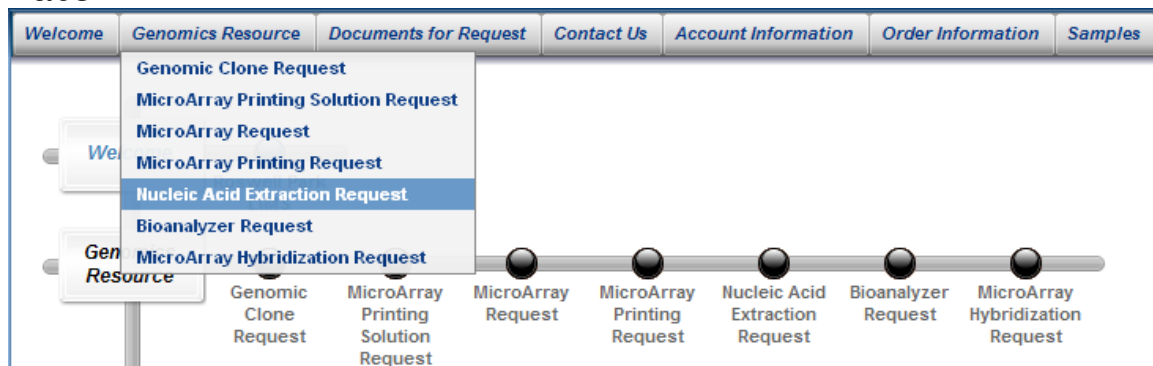 Welcome Genomics Resource Documents for Request Contact Us Account Information Order Information Samples
Genomic Clone Request
MicroArray Printing Solution Request
MicroArray Request
MicroArray Printing Request
Nucleic Acid Extraction Request
Bioanalyzer Request
MicroArray Hybridization Request
Genomics
Resource
Genomic
Clone
Request
MicroArray
Printing
Solution
Request
MicroArray
Request
MicroArray
Printing
Request
Nucleic Acid
Extraction
Request
Bioanalyzer
Request
MicroArray
Hybridization
Request